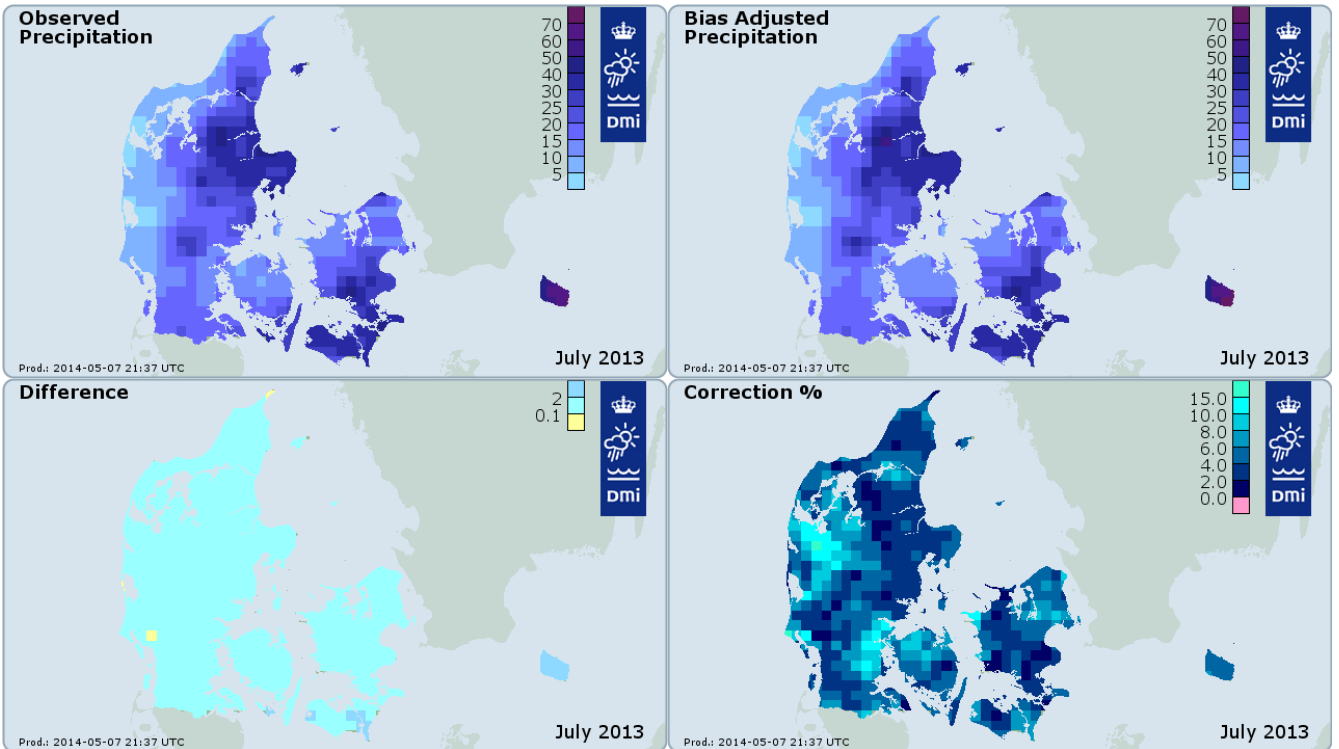 Observed
Precipitation
70
60
50
40
30
25
20
15
10
5
DMi
July 2013
Prod.: 2014-05-07 21:37 UTC
Bias Adjusted
Precipitation
70
60
50
40
30
25
20
15
10
5
DMi
July 2013
Prod.: 2014-05-07 21:37 UTC
Difference
2
0.1
DMi
July 2013
Prod.: 2014-05-07 21:37 UTC
Correction %
15.0
10.0
8.0
6.0
4.0
2.0
0.0
DMi
July 2013
Prod.: 2014-05-07 21:37 UTC